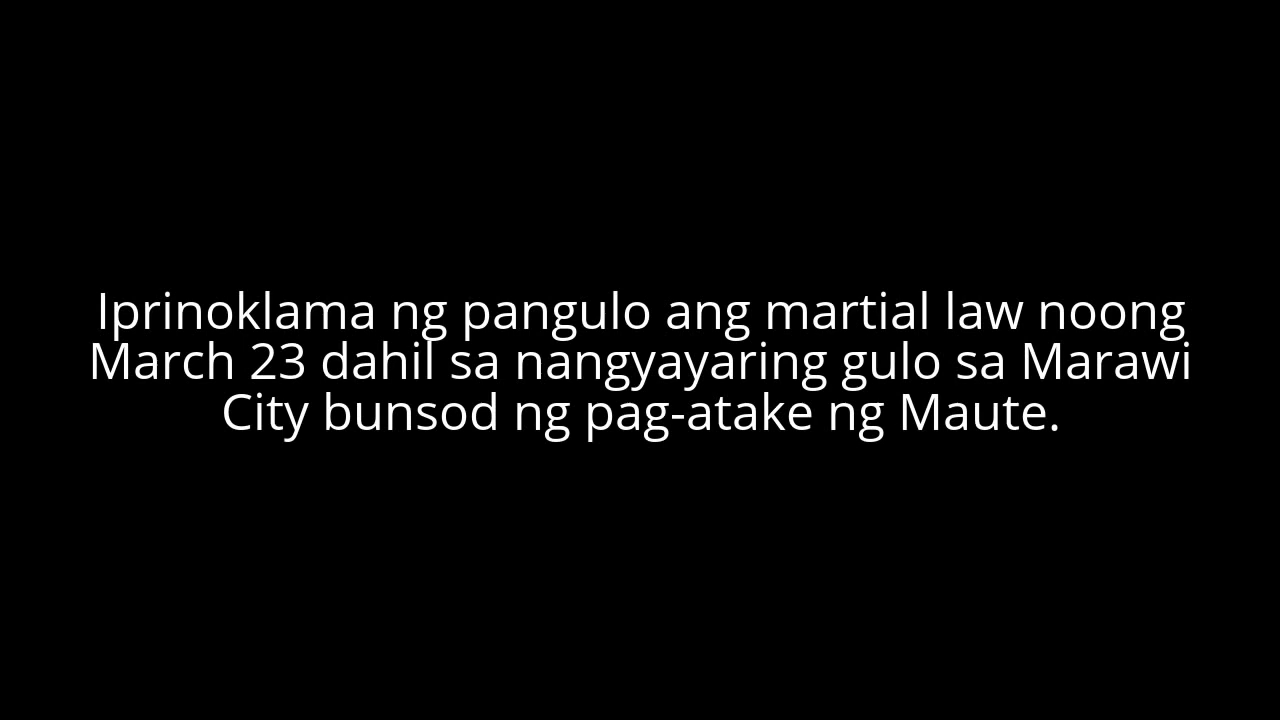 Iprinoklama ng pangulo ang martial law noong
March 23 dahil sa nangyayaring gulo sa Marawi
City bunsod ng pag-atake ng Maute.